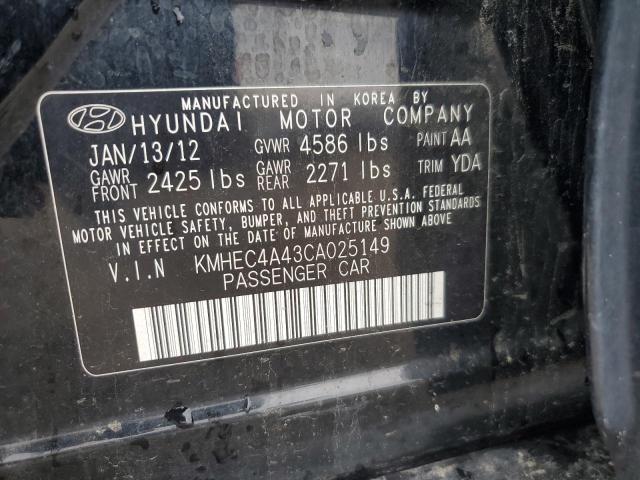 MANUFACTURED IN KOREA BY
HYUNDAI MOTOR COMPANY
JAN/13/12 GVWR 4586 lbs PAINT AA
GAWR FRONT 2425 lbs GAWR REAR 2271 lbs TRIM YDA
THIS VEHICLE CONFORMS TO ALL APPLICABLE U.S.A. FEDERAL
MOTOR VEHICLE SAFETY, BUMPER, AND THEFT PREVENTION STANDARDS
IN EFFECT ON THE DATE OF MANUFACTURE SHOWN ABOVE.
V.I.N KMHEC4A43CA025149
PASSENGER CAR